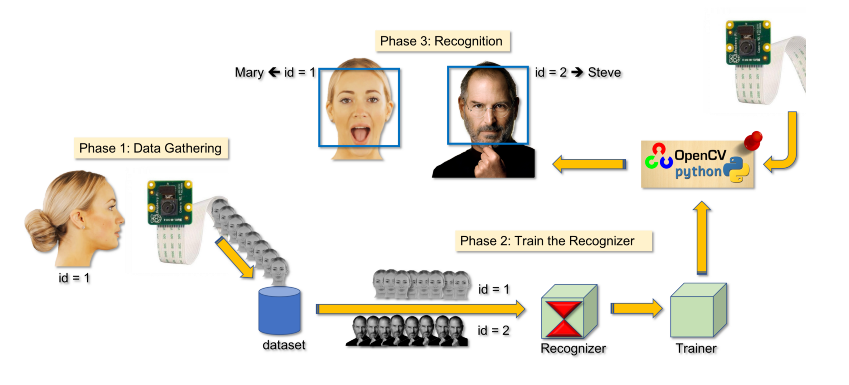 Phase 3: Recognition
Mary 🡨 id = 1
id = 2 🡪 Steve
OpenCV
python
Phase 1: Data Gathering
id = 1
Phase 2: Train the Recognizer
id = 1
id = 2
dataset
Recognizer
Trainer